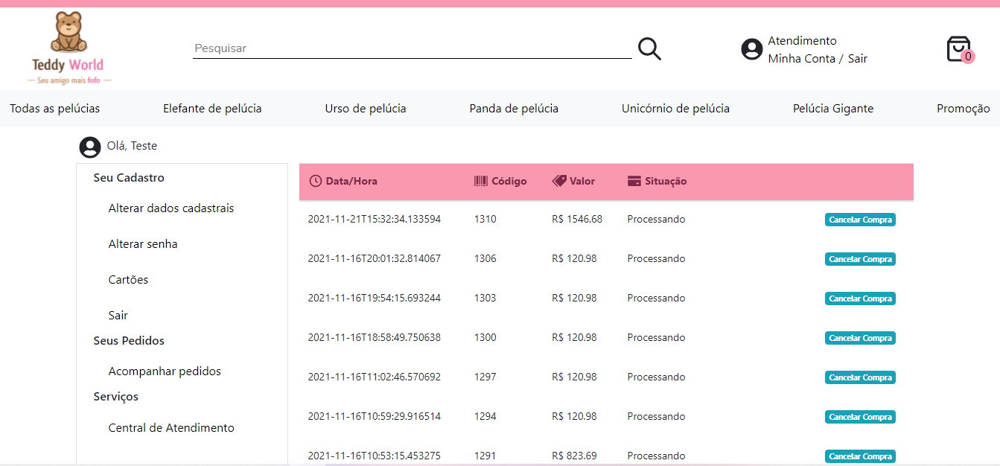 Teddy World
Seu amigo mais fofo
Pesquisar
Atendimento
Minha Conta / Sair
0
Todas as pelúcias Elefante de pelúcia Urso de pelúcia Panda de pelúcia Unicórnio de pelúcia Pelúcia Gigante Promoção
Olá, Teste
Seu Cadastro
Alterar dados cadastrais
Alterar senha
Cartões
Sair
Seus Pedidos
Acompanhar pedidos
Serviços
Central de Atendimento
Data/Hora Código Valor Situação
2021-11-21T15:32:34.133594 1310 R$ 1546.68 Processando Cancelar Compra
2021-11-16T20:01:32.814067 1306 R$ 120.98 Processando Cancelar Compra
2021-11-16T19:54:15.693244 1303 R$ 120.98 Processando Cancelar Compra
2021-11-16T18:58:49.750638 1300 R$ 120.98 Processando Cancelar Compra
2021-11-16T11:02:46.570692 1297 R$ 120.98 Processando Cancelar Compra
2021-11-16T10:59:29.916514 1294 R$ 120.98 Processando Cancelar Compra
2021-11-16T10:53:15.453275 1291 R$ 823.69 Processando Cancelar Compra